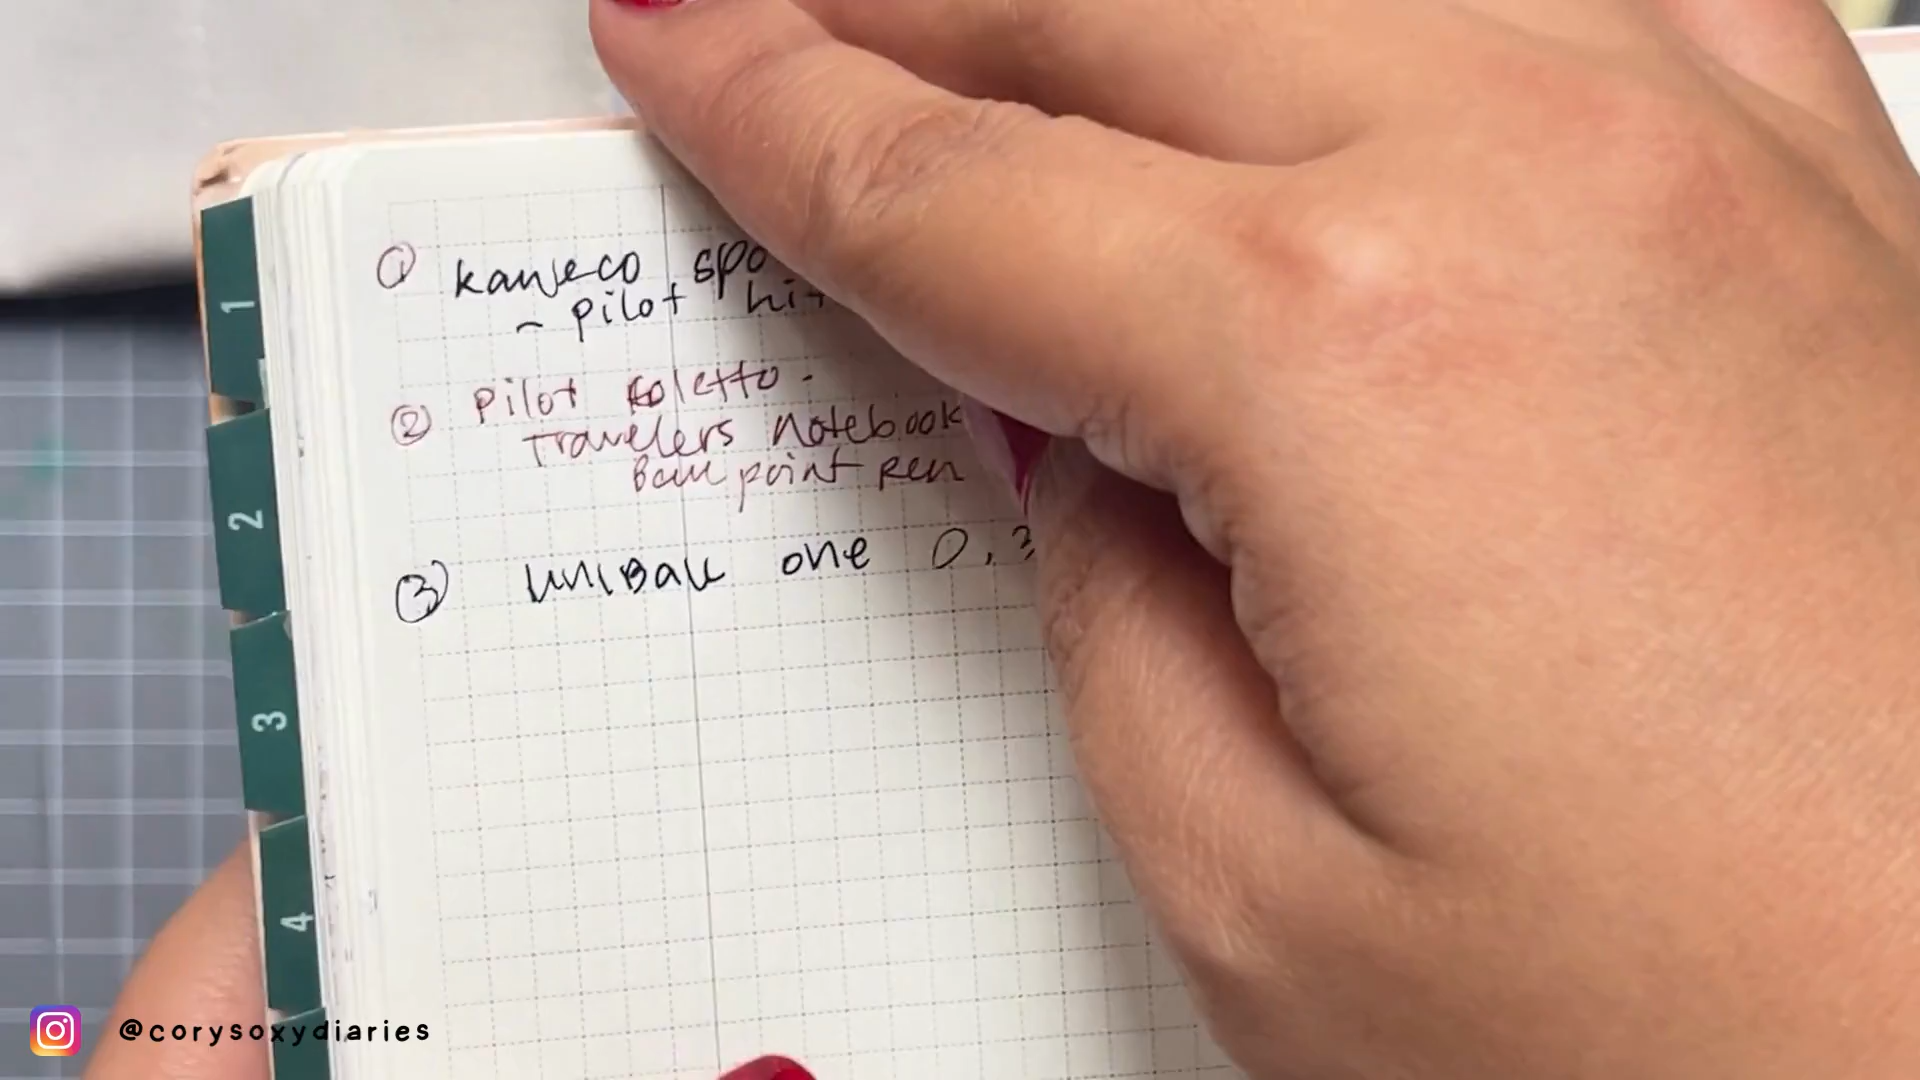 ① kaweco spo
~ pilot hit
② Pilot Coletto -
Travelers Notebook
Ball point Pen
③ UNIBALL one 0.3
1
2
3
4
@corysoxydiaries